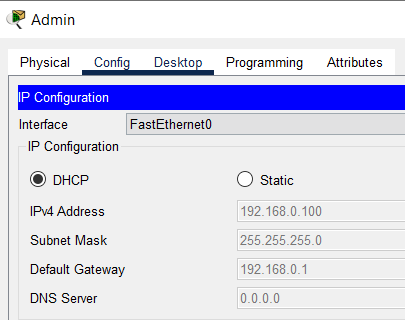 Admin
Physical Config Desktop Programming Attributes
IP Configuration
Interface FastEthernet0
IP Configuration
DHCP Static
IPv4 Address 192.168.0.100
Subnet Mask 255.255.255.0
Default Gateway 192.168.0.1
DNS Server 0.0.0.0